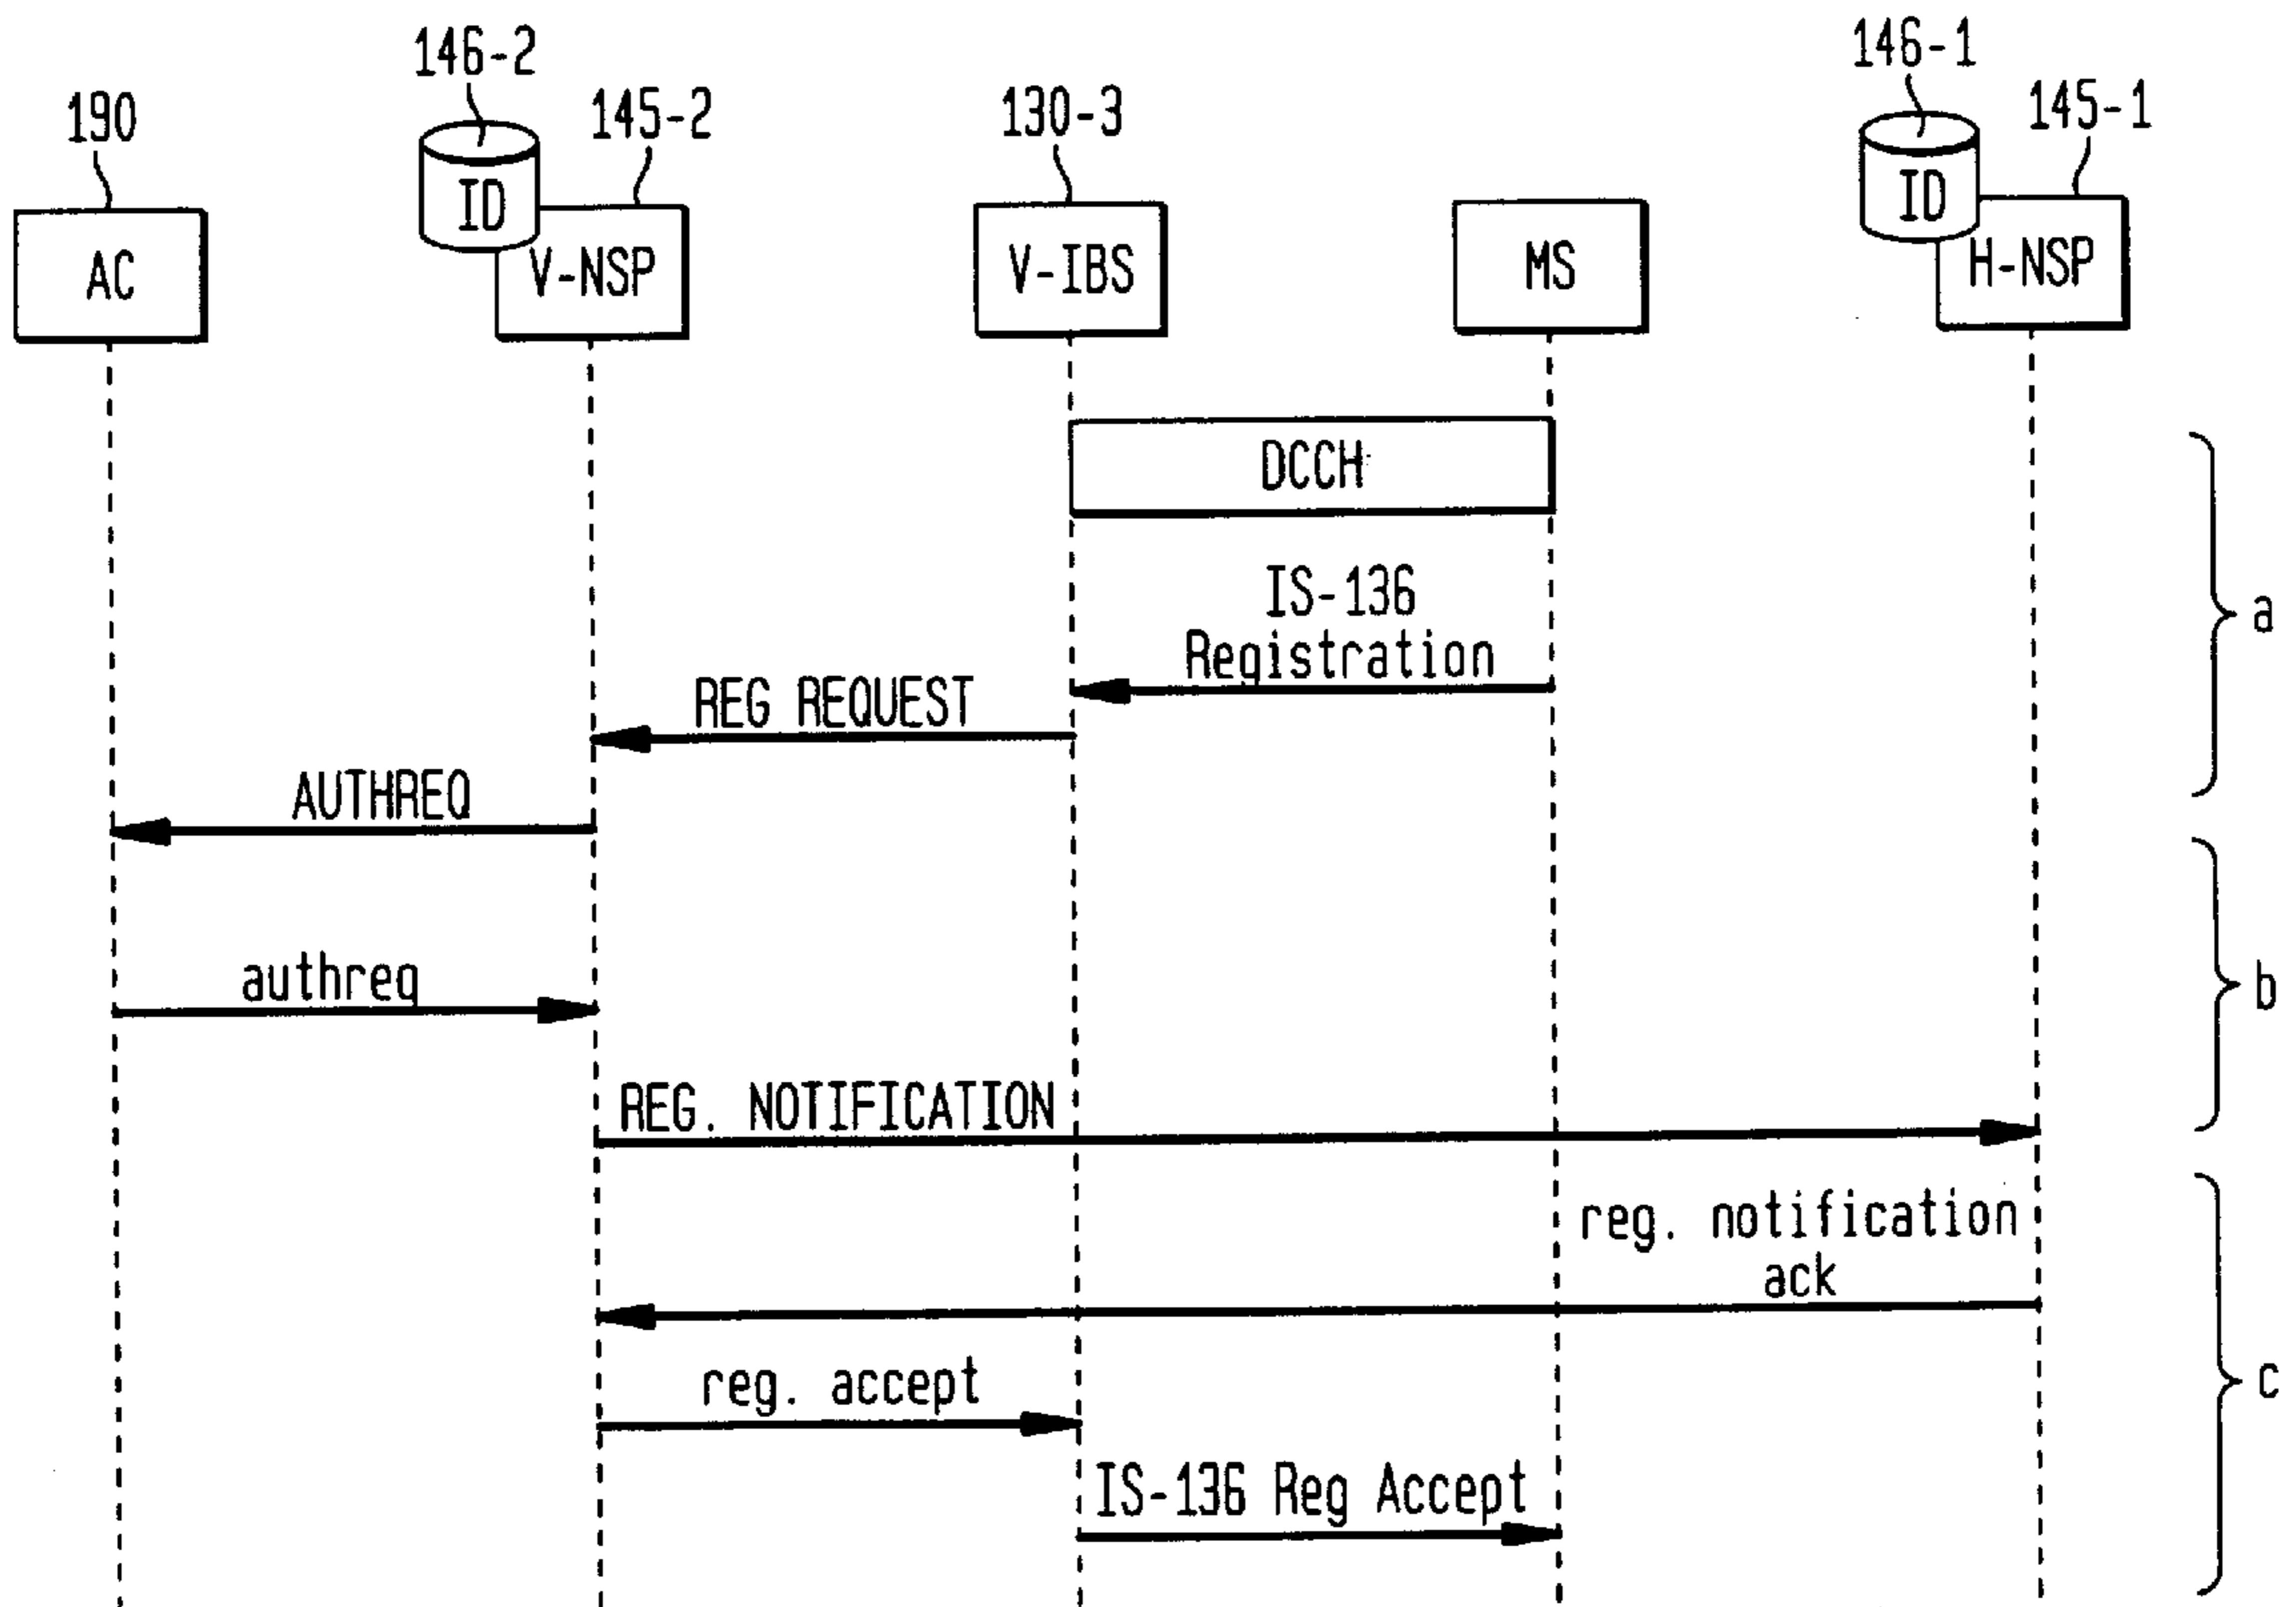 146-2
146-1
190
145-2
130-3
145-1
ID
ID
AC
V-NSP
V-IBS
MS
H-NSP
DCCH
IS-136
Registration
a
REG REQUEST
AUTHREQ
authreq
b
REG. NOTIFICATION
reg. notification
ack
reg. accept
c
IS-136 Reg Accept